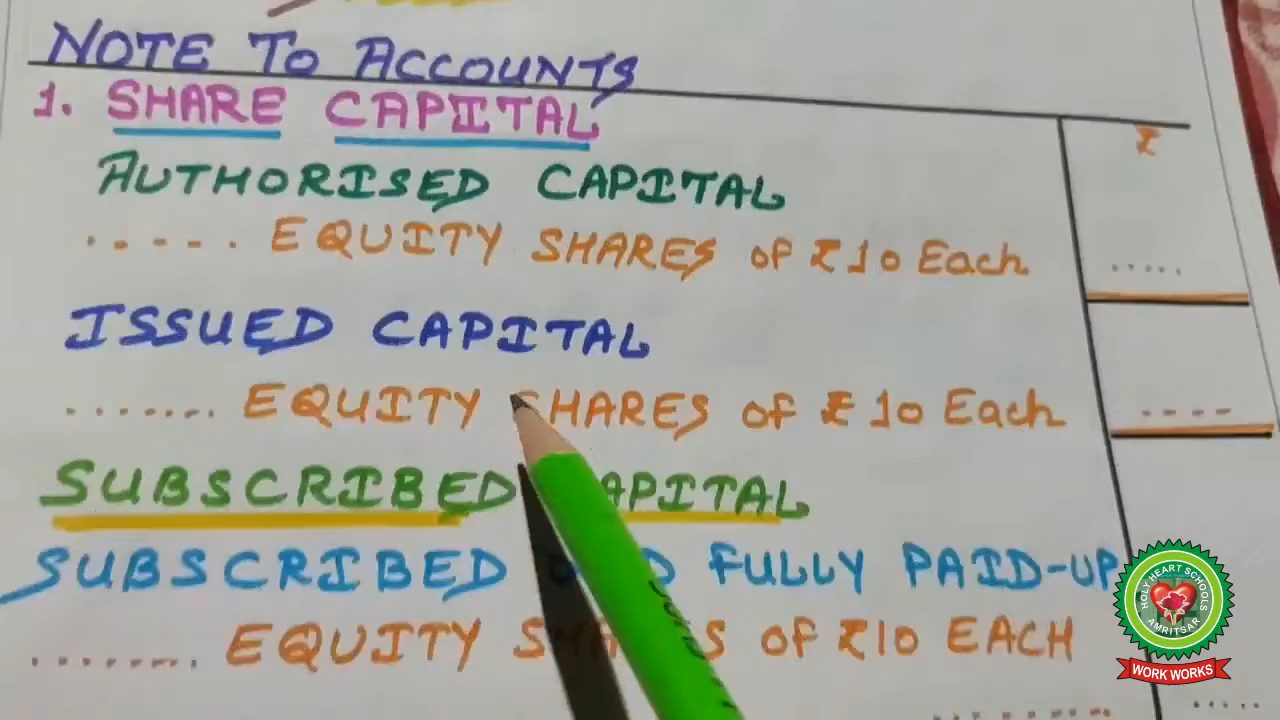 NOTE TO ACCOUNTS
1. SHARE CAPITAL
₹
AUTHORISED CAPITAL
..... EQUITY SHARES of ₹10 Each .....
ISSUED CAPITAL
....... EQUITY SHARES of ₹10 Each ----
SUBSCRIBED CAPITAL
SUBSCRIBED FULLY PAID-UP
........ EQUITY OF ₹10 EACH
HOLY HEART SCHOOLS
AMRITSAR
WORK WORKS